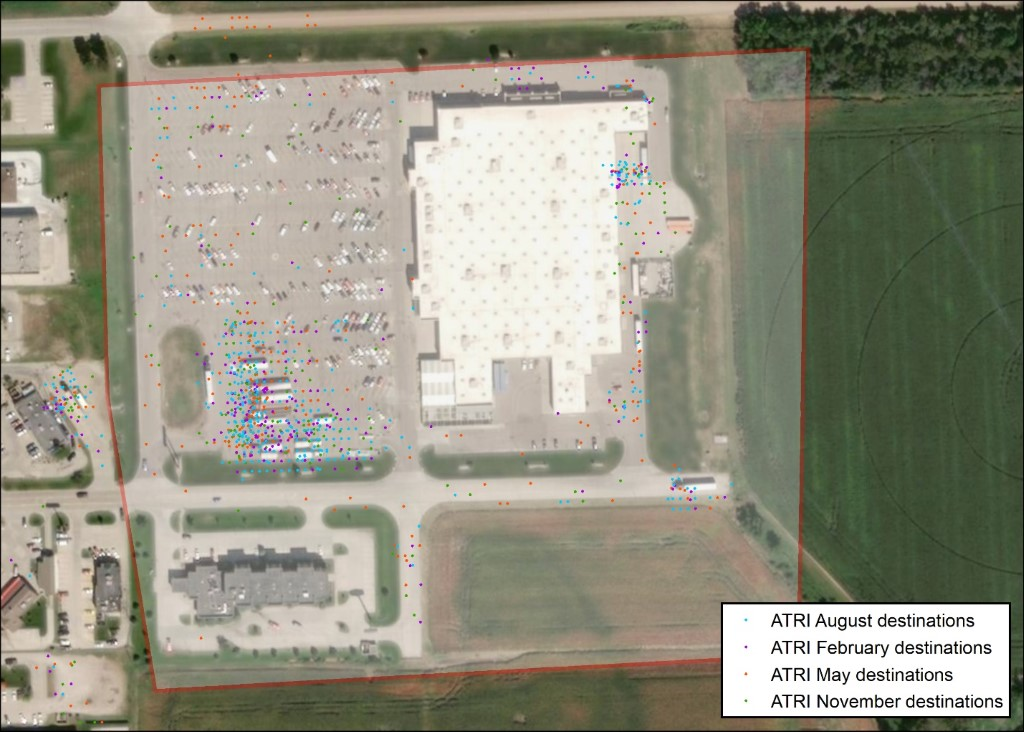 ATRI August destinations
ATRI February destinations
ATRI May destinations
ATRI November destinations